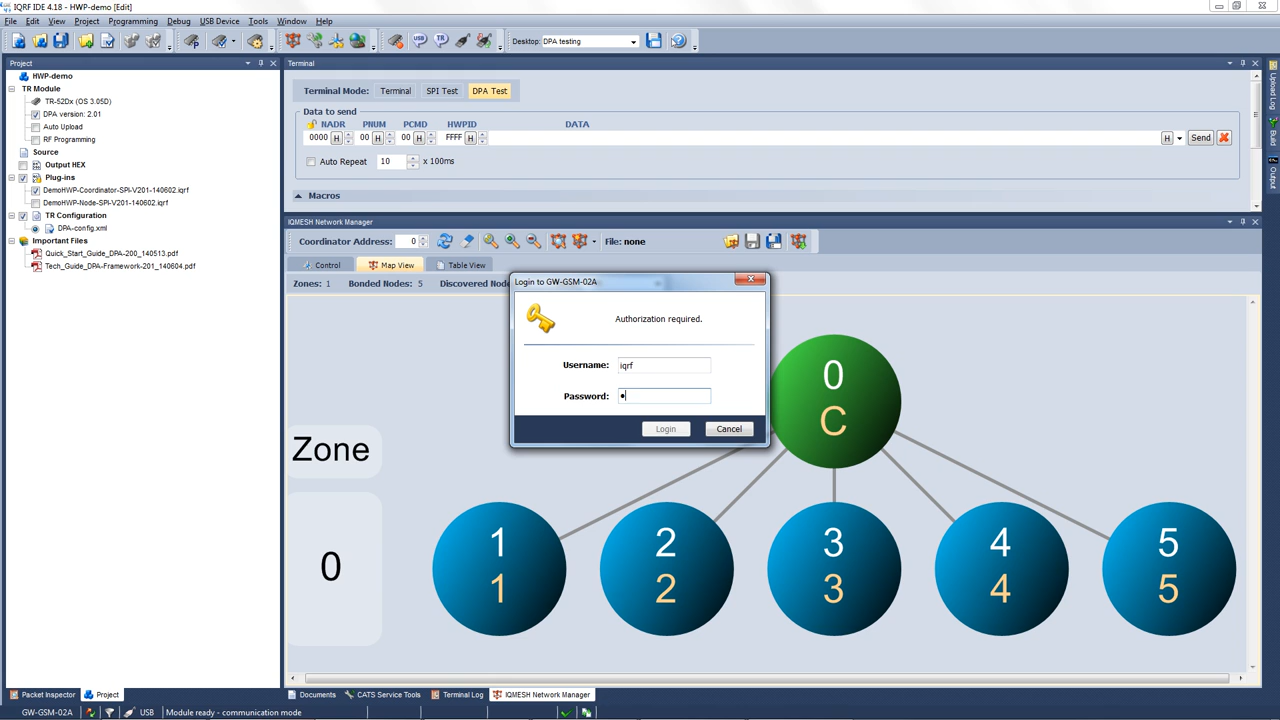 IQRF IDE 4.18 - HWP-demo [Edit]
File Edit View Project Programming Debug USB Device Tools Window Help
Desktop: DPA testing
Project
HWP-demo
TR Module
TR-52Dx (OS 3.05D)
DPA version: 2.01
Auto Upload
RF Programming
Source
Output HEX
Plug-ins
DemoHWP-Coordinator-SPI-V201-140602.iqrf
DemoHWP-Node-SPI-V201-140602.iqrf
TR Configuration
DPA-config.xml
Important Files
Quick_Start_Guide_DPA-200_140513.pdf
Tech_Guide_DPA-Framework-201_140604.pdf
Terminal
Terminal Mode: Terminal SPI Test DPA Test
Data to send
NADR PNUM PCMD HWPID DATA
0000 H 00 H 00 H FFFF H H Send
Auto Repeat 10 x 100ms
Macros
IQMESH Network Manager
Coordinator Address: 0 File: none
Control Map View Table View
Zones: 1 Bonded Nodes: 5 Discovered Nod
Login to GW-GSM-02A
Authorization required.
Username: iqrf
Password: ●
Login Cancel
0
C
Zone
0
1 2 3 4 5
1 2 3 4 5
Upload Log
Build
Output
Packet Inspector Project
Documents CATS Service Tools Terminal Log IQMESH Network Manager
GW-GSM-02A USB Module ready - communication mode